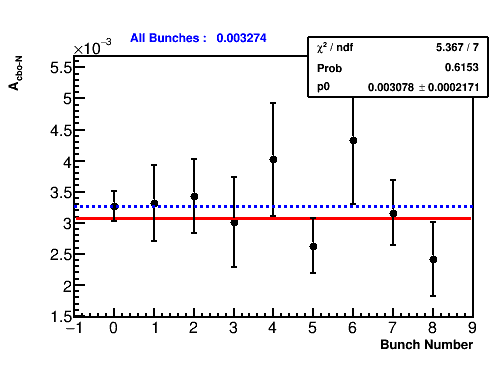 All Bunches : 0.003274
×10⁻³
A_cbo-N
χ² / ndf 5.367 / 7
Prob 0.6153
p0 0.003078 ± 0.0002171
5.5
5
4.5
4
3.5
3
2.5
2
1.5
−1 0 1 2 3 4 5 6 7 8 9
Bunch Number